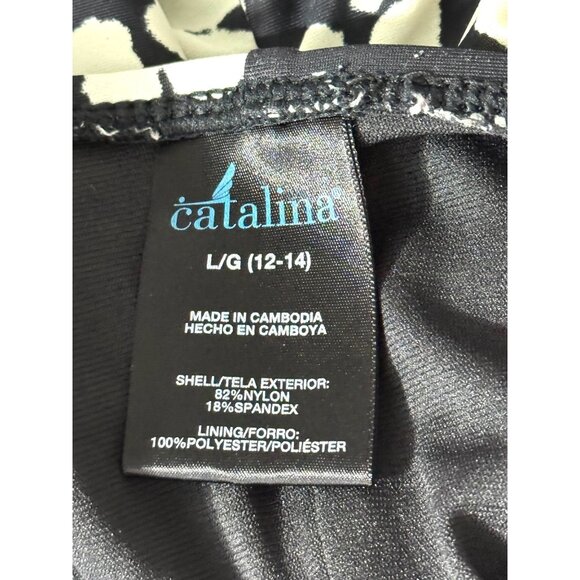 catalina®
L/G (12-14)
MADE IN CAMBODIA
HECHO EN CAMBOYA
SHELL/TELA EXTERIOR:
82%NYLON
18%SPANDEX
LINING/FORRO:
100%POLYESTER/POLIÉSTER